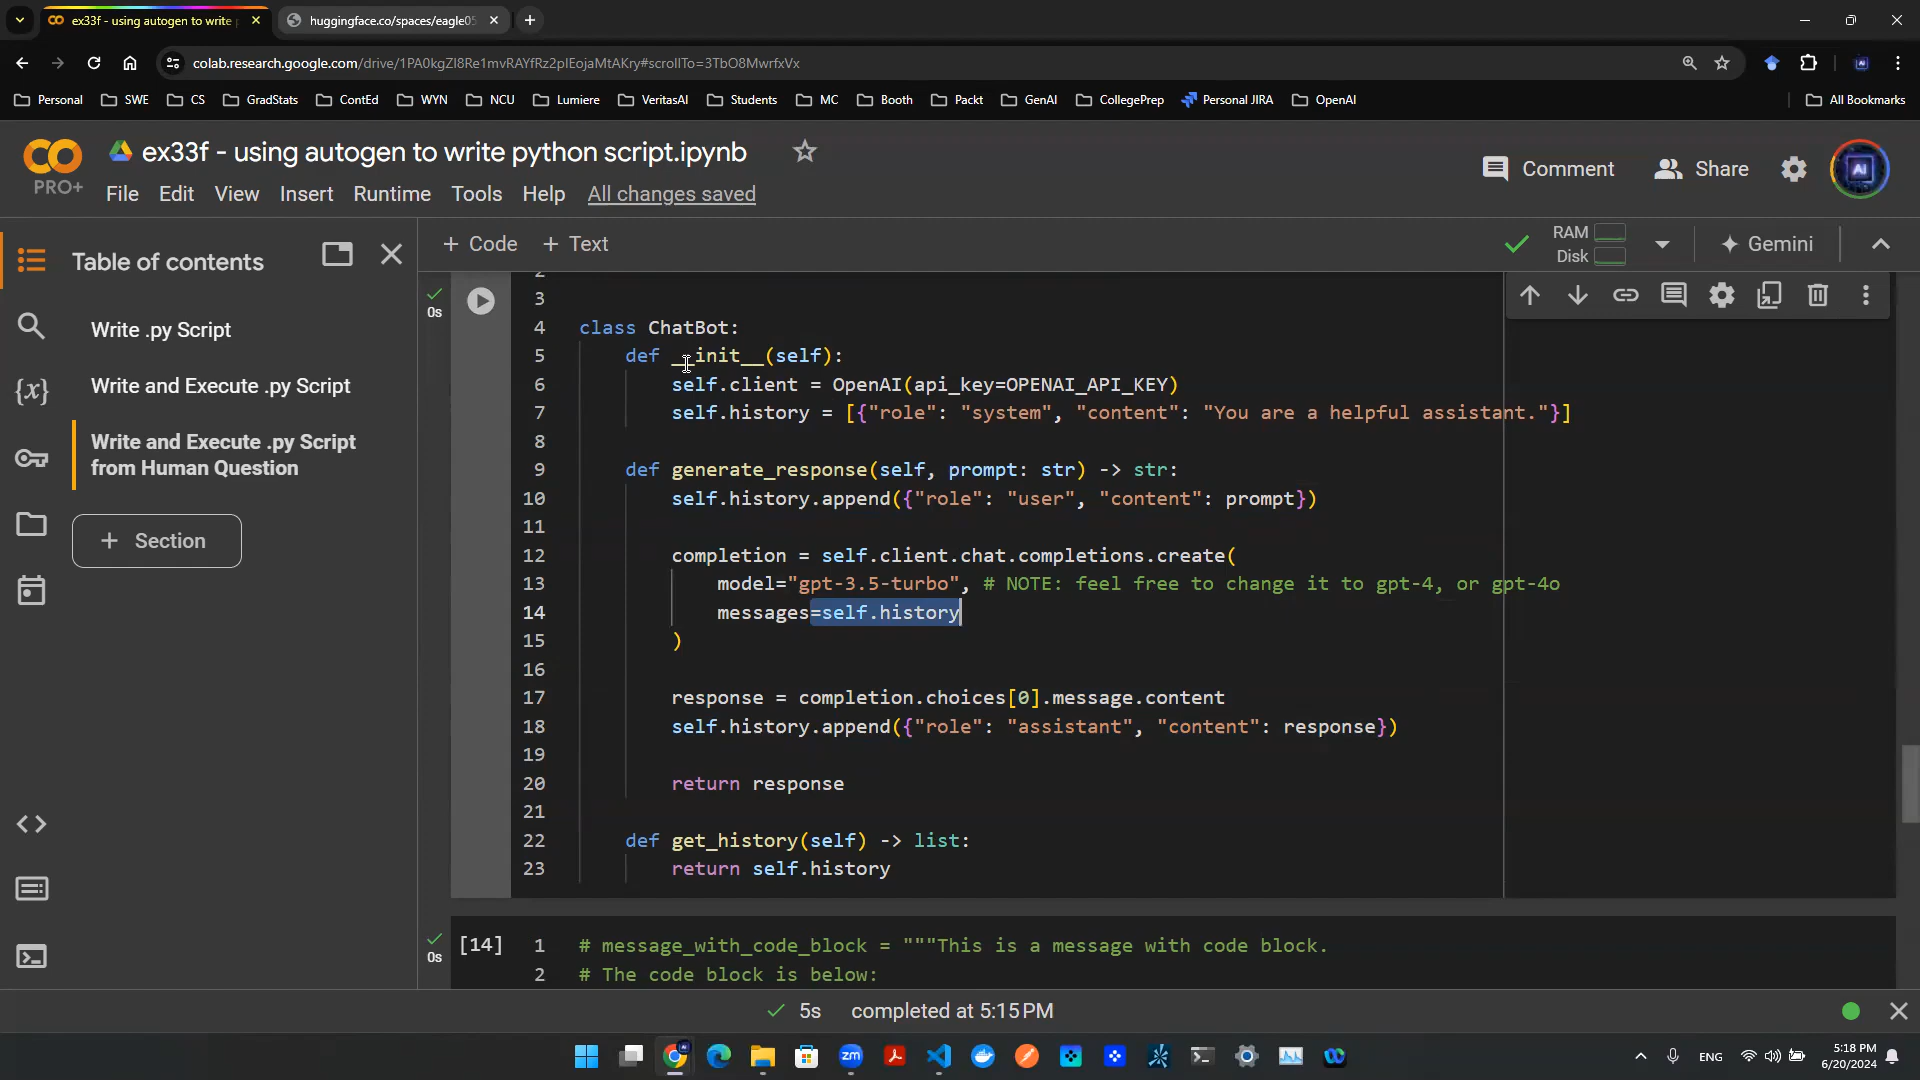 ex33f - using autogen to write p
huggingface.co/spaces/eagle05
colab.research.google.com/drive/1PA0kgZI8Re1mvRAYfRz2pIEojaMtAKry#scrollTo=3TbO8MwrfxVx
Personal SWE CS GradStats ContEd WYN NCU Lumiere VeritasAI Students MC Booth Packt GenAI CollegePrep Personal JIRA OpenAI All Bookmarks
CO
PRO+
ex33f - using autogen to write python script.ipynb
Comment Share AI
File Edit View Insert Runtime Tools Help All changes saved
Table of contents
+ Code + Text
RAM
Disk
Gemini
Write .py Script
Write and Execute .py Script
Write and Execute .py Script
from Human Question
+ Section
0s
2
3
4 class ChatBot:
5 def __init__(self):
6 self.client = OpenAI(api_key=OPENAI_API_KEY)
7 self.history = [{"role": "system", "content": "You are a helpful assistant."}]
8
9 def generate_response(self, prompt: str) -> str:
10 self.history.append({"role": "user", "content": prompt})
11
12 completion = self.client.chat.completions.create(
13 model="gpt-3.5-turbo", # NOTE: feel free to change it to gpt-4, or gpt-4o
14 messages=self.history
15 )
16
17 response = completion.choices[0].message.content
18 self.history.append({"role": "assistant", "content": response})
19
20 return response
21
22 def get_history(self) -> list:
23 return self.history
0s
[14] 1 # message_with_code_block = """This is a message with code block.
2 # The code block is below:
5s completed at 5:15 PM
zm
ENG
5:18 PM
6/20/2024